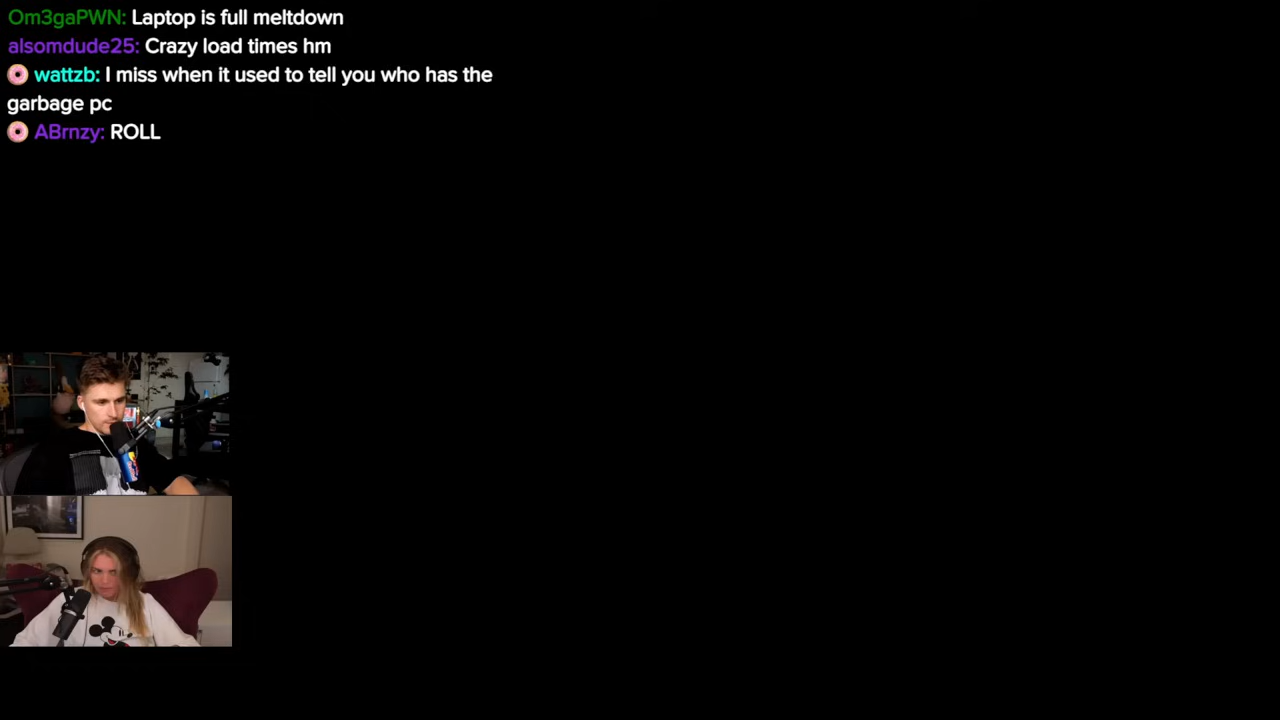 Om3gaPWN: Laptop is full meltdown
alsomdude25: Crazy load times hm
wattzb: I miss when it used to tell you who has the
garbage pc
ABrnzy: ROLL